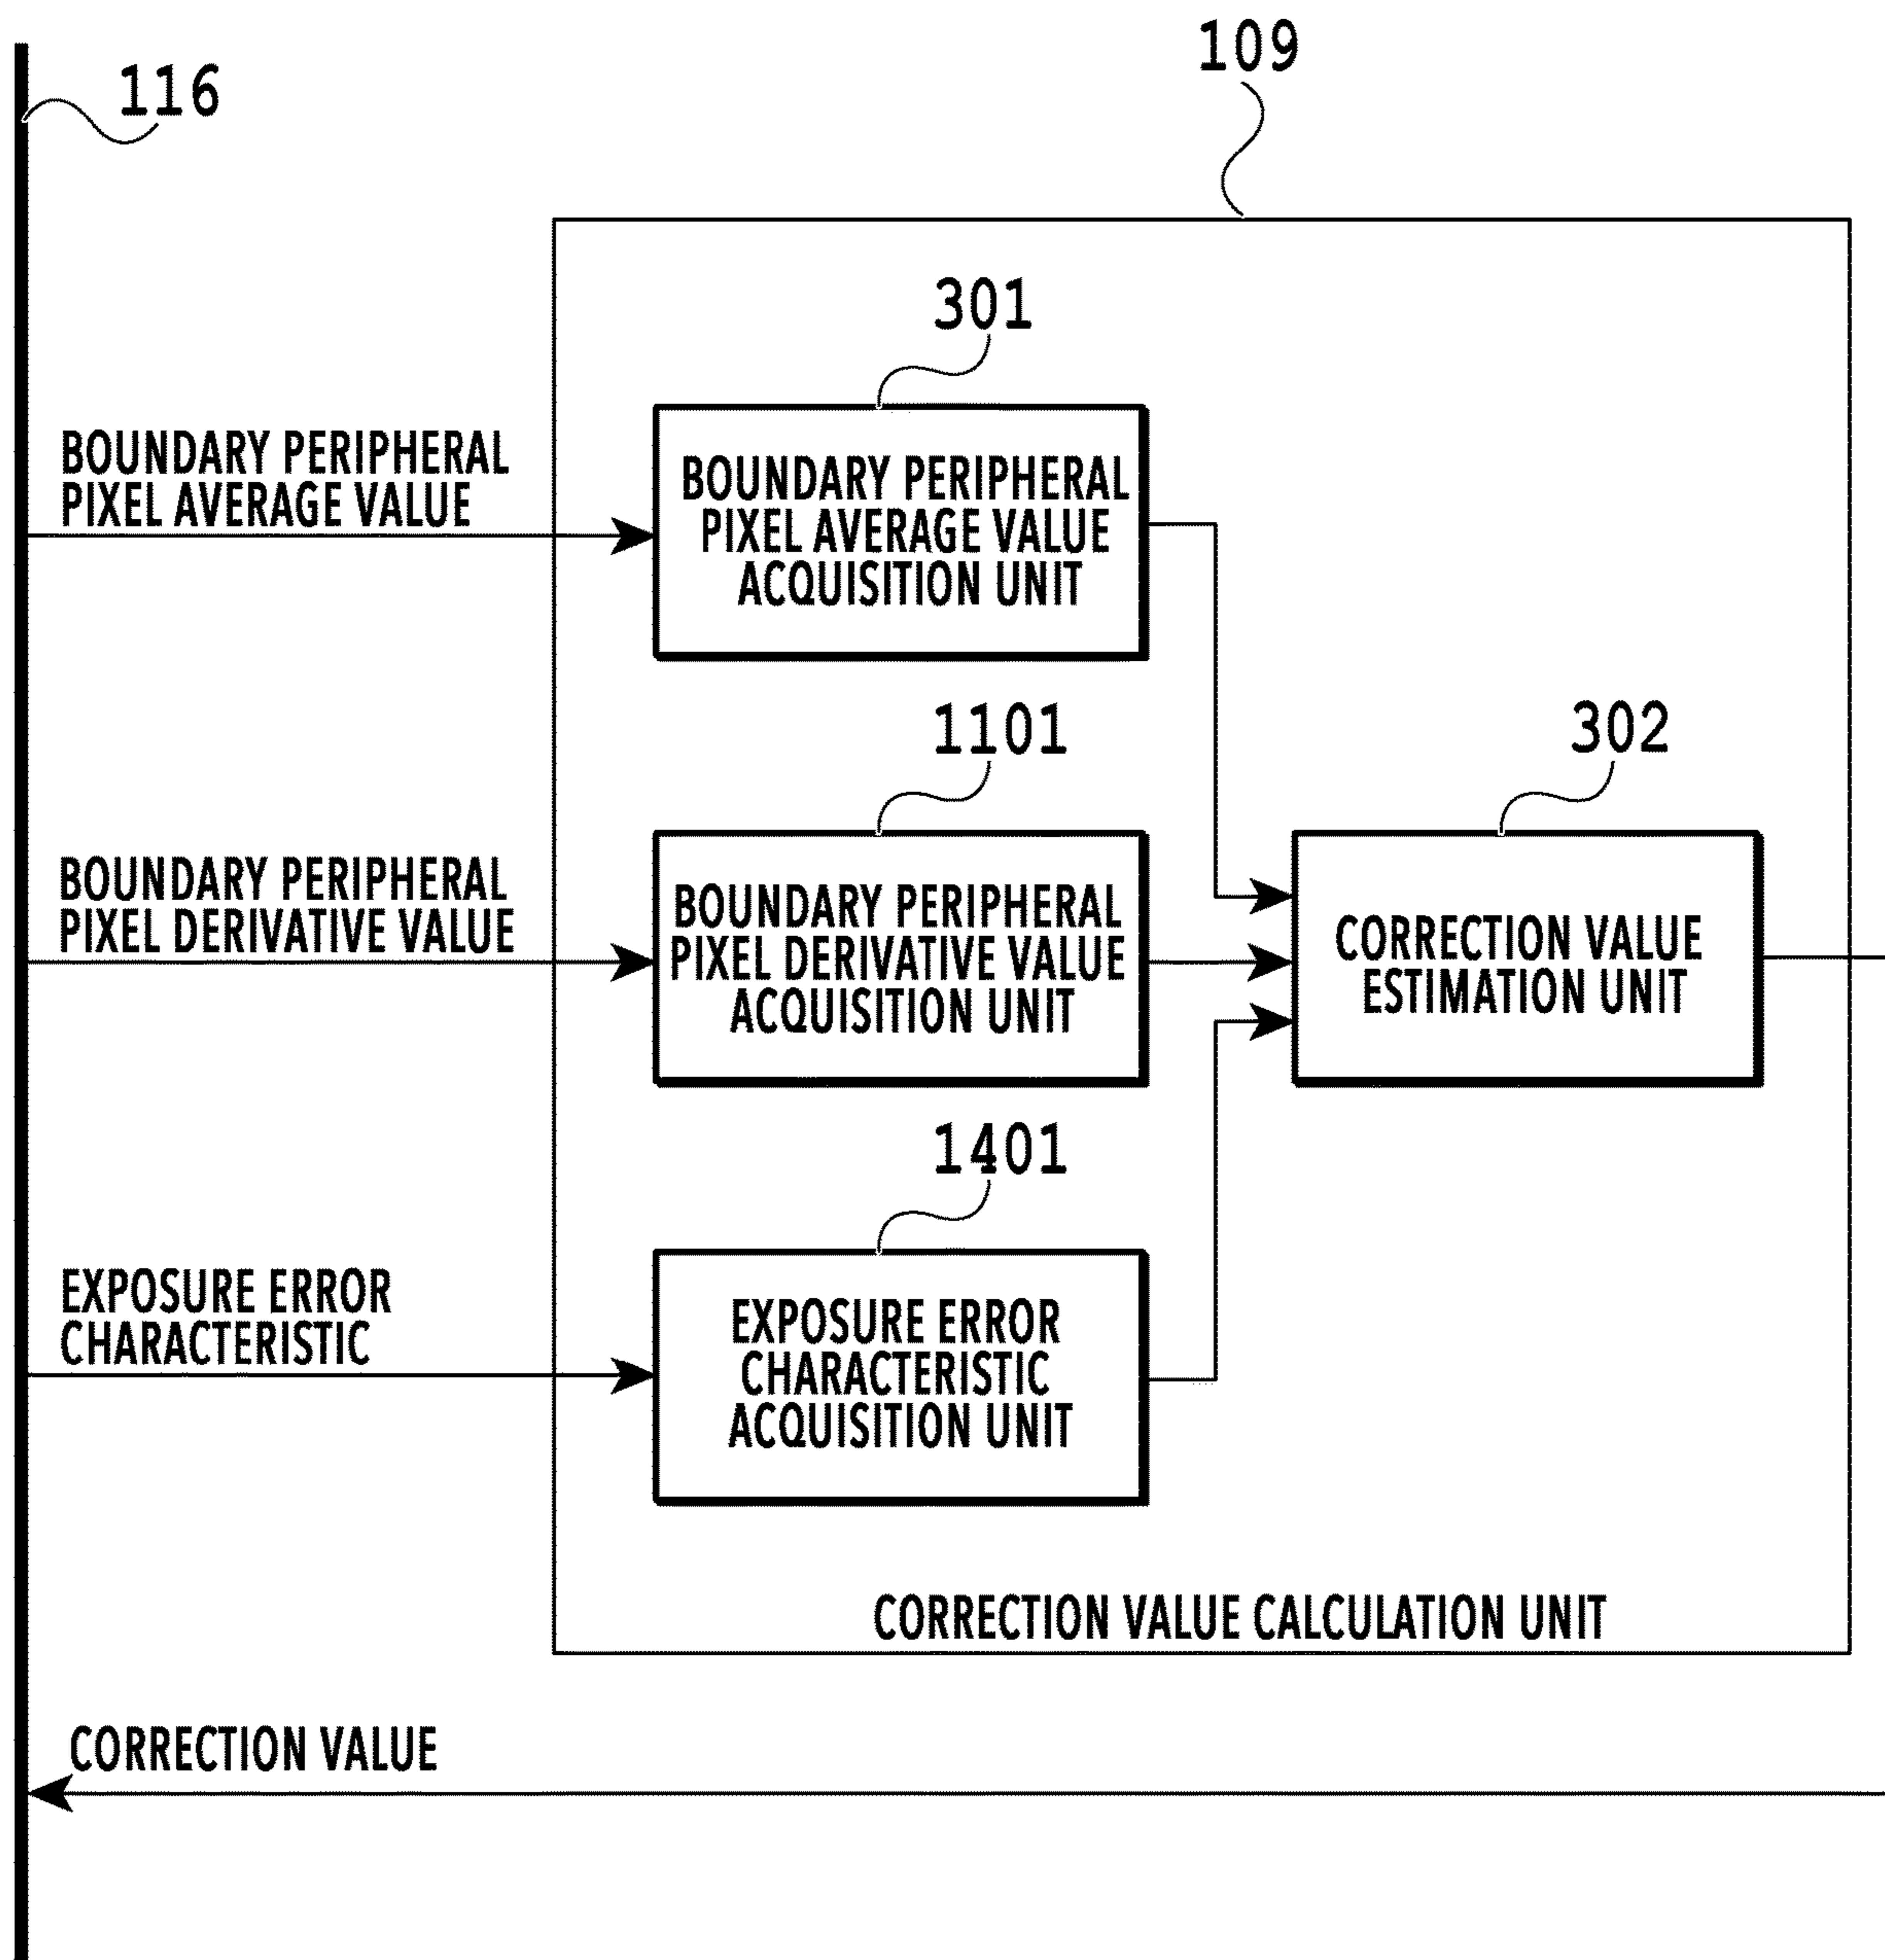 109
116
301
BOUNDARY PERIPHERAL
PIXEL AVERAGE VALUE
BOUNDARY PERIPHERAL
PIXEL AVERAGE VALUE
ACQUISITION UNIT
1101
302
BOUNDARY PERIPHERAL
PIXEL DERIVATIVE VALUE
BOUNDARY PERIPHERAL
PIXEL DERIVATIVE VALUE
ACQUISITION UNIT
CORRECTION VALUE
ESTIMATION UNIT
1401
EXPOSURE ERROR
CHARACTERISTIC
EXPOSURE ERROR
CHARACTERISTIC
ACQUISITION UNIT
CORRECTION VALUE CALCULATION UNIT
CORRECTION VALUE